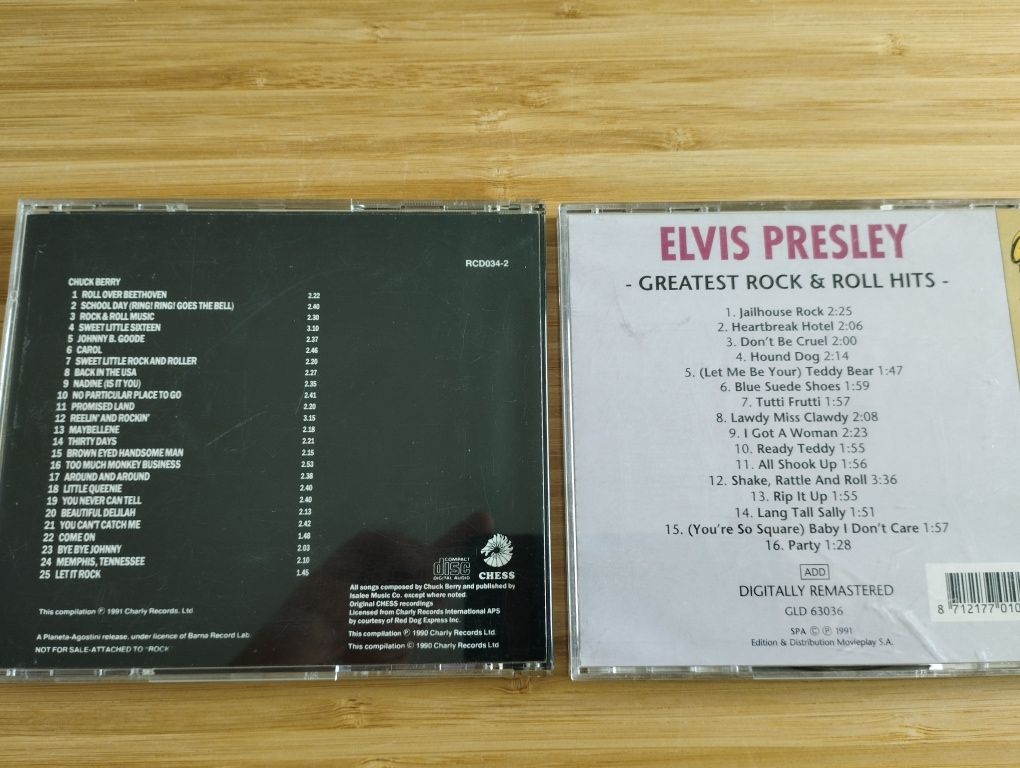 RCD034-2
CHUCK BERRY
1 ROLL OVER BEETHOVEN 2.22
2 SCHOOL DAY (RING! RING! GOES THE BELL) 2.40
3 ROCK & ROLL MUSIC 2.30
4 SWEET LITTLE SIXTEEN 3.10
5 JOHNNY B. GOODE 2.37
6 CAROL 2.46
7 SWEET LITTLE ROCK AND ROLLER 2.20
8 BACK IN THE USA 2.27
9 NADINE (IS IT YOU) 2.35
10 NO PARTICULAR PLACE TO GO 2.41
11 PROMISED LAND 2.20
12 REELIN' AND ROCKIN' 3.15
13 MAYBELLENE 2.18
14 THIRTY DAYS 2.21
15 BROWN EYED HANDSOME MAN 2.15
16 TOO MUCH MONKEY BUSINESS 2.53
17 AROUND AND AROUND 2.38
18 LITTLE QUEENIE 2.40
19 YOU NEVER CAN TELL 2.40
20 BEAUTIFUL DELILAH 2.13
21 YOU CAN'T CATCH ME 2.42
22 COME ON 1.48
23 BYE BYE JOHNNY 2.03
24 MEMPHIS, TENNESSEE 2.10
25 LET IT ROCK 1.45
COMPACT
disc
DIGITAL AUDIO
CHESS
All songs composed by Chuck Berry and published by
Isalee Music Co. except where noted
Original CHESS recordings
Licensed from Charly Records International APS
by courtesy of Red Dog Express Inc.
This compilation ℗ 1990 Charly Records Ltd.
This compilation © 1990 Charly Records Ltd
This compilation ℗ 1991 Charly Records. Ltd
A Planeta-Agostini release, under licence of Barna Record Lab.
NOT FOR SALE-ATTACHED TO "ROCK"
ELVIS PRESLEY
- GREATEST ROCK & ROLL HITS -
1. Jailhouse Rock 2:25
2. Heartbreak Hotel 2:06
3. Don't Be Cruel 2:00
4. Hound Dog 2:14
5. (Let Me Be Your) Teddy Bear 1:47
6. Blue Suede Shoes 1:59
7. Tutti Frutti 1:57
8. Lawdy Miss Clawdy 2:08
9. I Got A Woman 2:23
10. Ready Teddy 1:55
11. All Shook Up 1:56
12. Shake, Rattle And Roll 3:36
13. Rip It Up 1:55
14. Lang Tall Sally 1:51
15. (You're So Square) Baby I Don't Care 1:57
16. Party 1:28
ADD
DIGITALLY REMASTERED
GLD 63036
SPA © ℗ 1991
Edition & Distribution Movieplay S.A.
8 712177 010